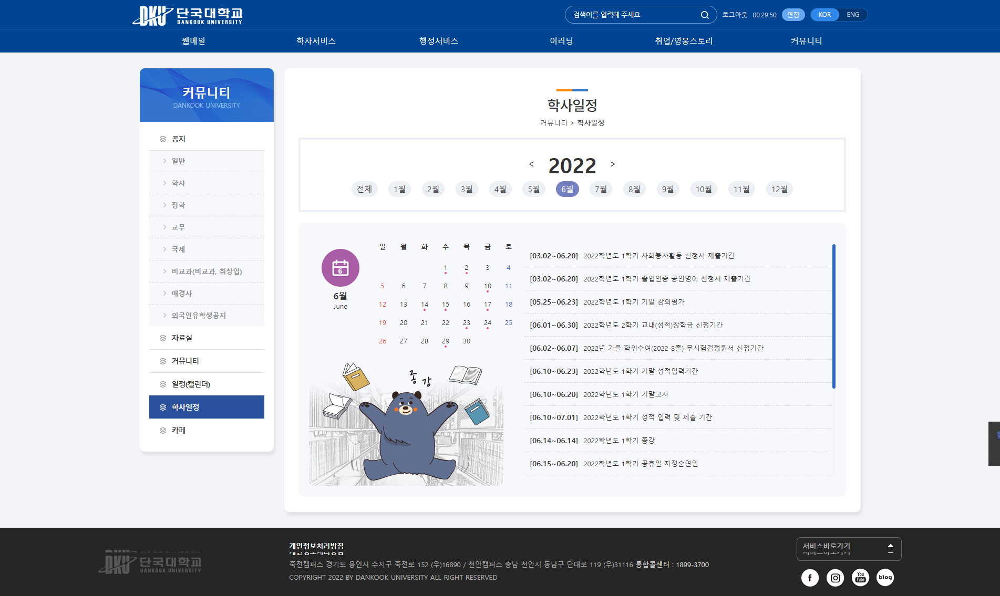 DKU 단국대학교
DANKOOK UNIVERSITY
검색어를 입력해 주세요
로그아웃 00:29:50 연장 KOR ENG
웹메일 학사서비스 행정서비스 이러닝 취업/영웅스토리 커뮤니티
커뮤니티
DANKOOK UNIVERSITY
공지
일반
학사
장학
교무
국제
비교과(비교과, 취창업)
애경사
외국인유학생공지
자료실
커뮤니티
일정(캘린더)
학사일정
카페
학사일정
커뮤니티 > 학사일정
< 2022 >
전체 1월 2월 3월 4월 5월 6월 7월 8월 9월 10월 11월 12월
6
6월
June
일 월 화 수 목 금 토
1 2 3 4
5 6 7 8 9 10 11
12 13 14 15 16 17 18
19 20 21 22 23 24 25
26 27 28 29 30
종강
[03.02~06.20] 2022학년도 1학기 사회봉사활동 신청서 제출기간
[03.02~06.20] 2022학년도 1학기 졸업인증 공인영어 신청서 제출기간
[05.25~06.23] 2022학년도 1학기 기말 강의평가
[06.01~06.30] 2022학년도 2학기 교내(성적)장학금 신청기간
[06.02~06.07] 2022년 가을 학위수여(2022-8졸) 무시험검정원서 신청기간
[06.10~06.23] 2022학년도 1학기 기말 성적입력기간
[06.10~06.20] 2022학년도 1학기 기말고사
[06.10~07.01] 2022학년도 1학기 성적 입력 및 제출 기간
[06.14~06.14] 2022학년도 1학기 종강
[06.15~06.20] 2022학년도 1학기 공휴일 지정순연일
DKU 단국대학교
DANKOOK UNIVERSITY
개인정보처리방침
죽전캠퍼스 경기도 용인시 수지구 죽전로 152 (우)16890 / 천안캠퍼스 충남 천안시 동남구 단대로 119 (우)31116 통합콜센터 : 1899-3700
COPYRIGHT 2022 BY DANKOOK UNIVERSITY ALL RIGHT RESERVED
서비스바로가기
f
You Tube
blog